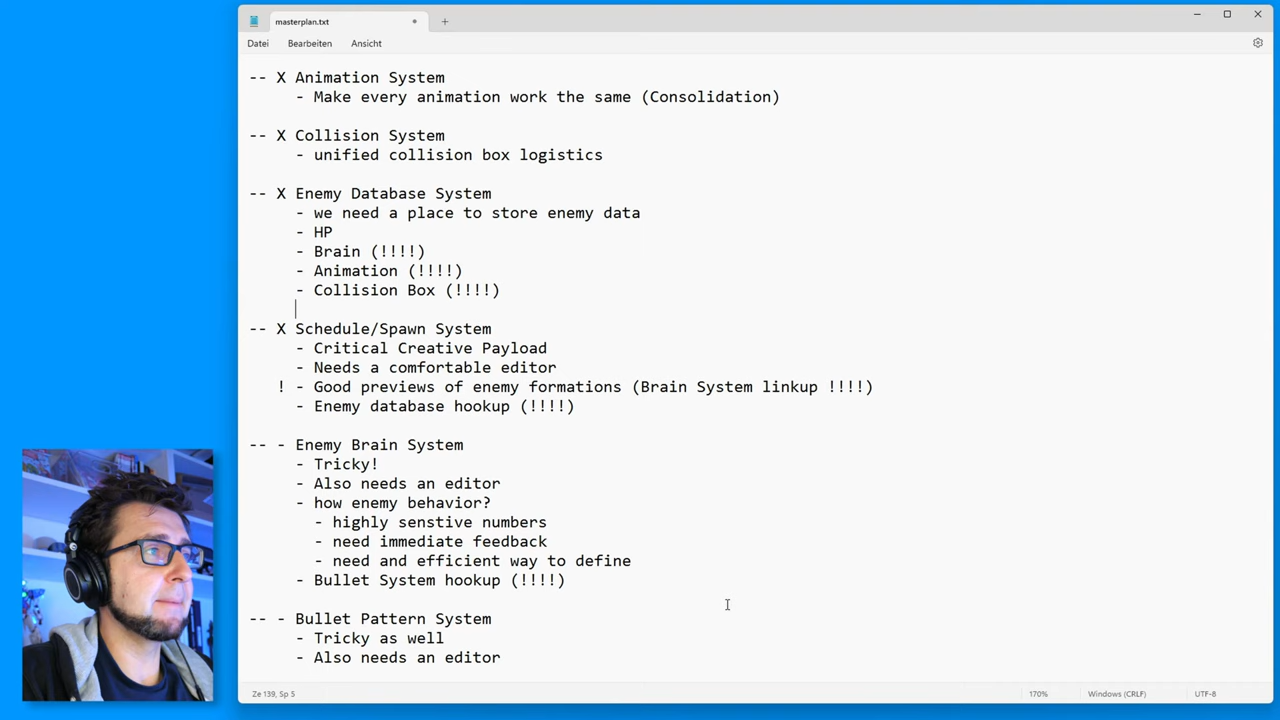 masterplan.txt
Datei Bearbeiten Ansicht
-- X Animation System
- Make every animation work the same (Consolidation)
-- X Collision System
- unified collision box logistics
-- X Enemy Database System
- we need a place to store enemy data
- HP
- Brain (!!!!)
- Animation (!!!!)
- Collision Box (!!!!)
-- X Schedule/Spawn System
- Critical Creative Payload
- Needs a comfortable editor
! - Good previews of enemy formations (Brain System linkup !!!!)
- Enemy database hookup (!!!!)
-- - Enemy Brain System
- Tricky!
- Also needs an editor
- how enemy behavior?
- highly senstive numbers
- need immediate feedback
- need and efficient way to define
- Bullet System hookup (!!!!)
-- - Bullet Pattern System
- Tricky as well
- Also needs an editor
Ze 139, Sp 5 170% Windows (CRLF) UTF-8